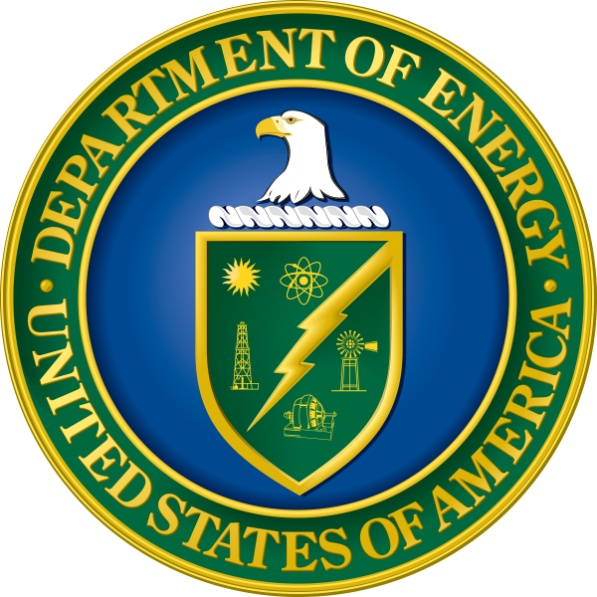 DEPARTMENT OF ENERGY
UNITED STATES OF AMERICA